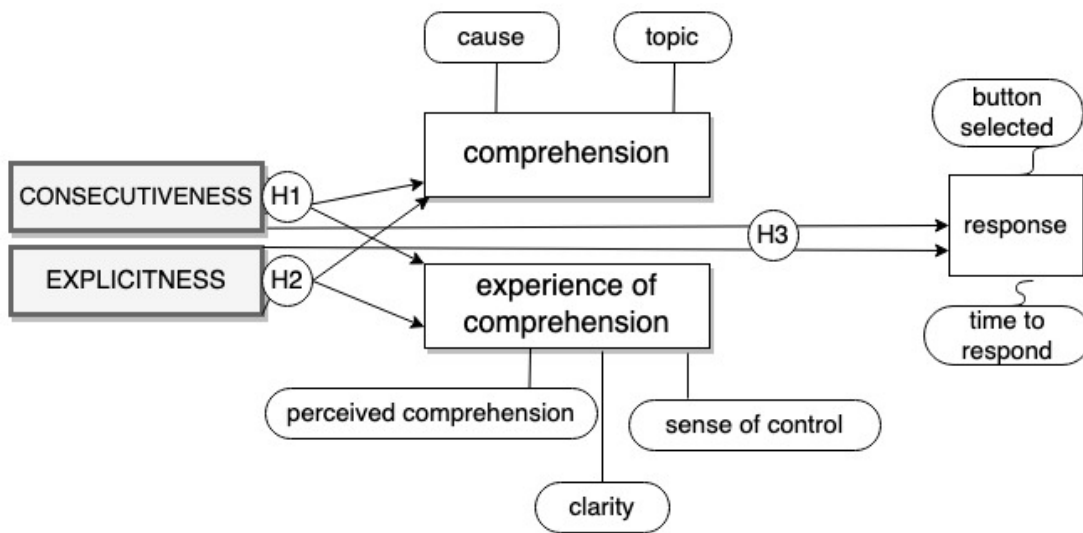 cause
topic
button
selected
comprehension
CONSECUTIVENESS
H1
H3
response
EXPLICITNESS
H2
experience of
comprehension
time to
respond
perceived comprehension
sense of control
clarity